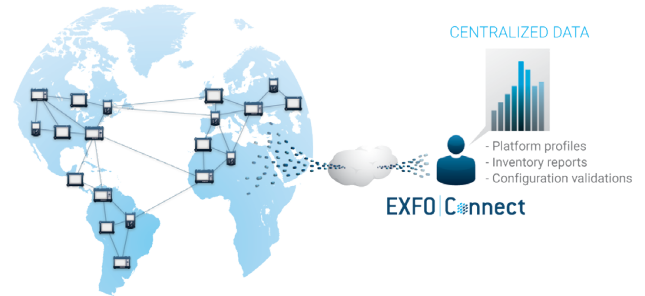 CENTRALIZED DATA
- Platform profiles
- Inventory reports
- Configuration validations
EXFO | Connect